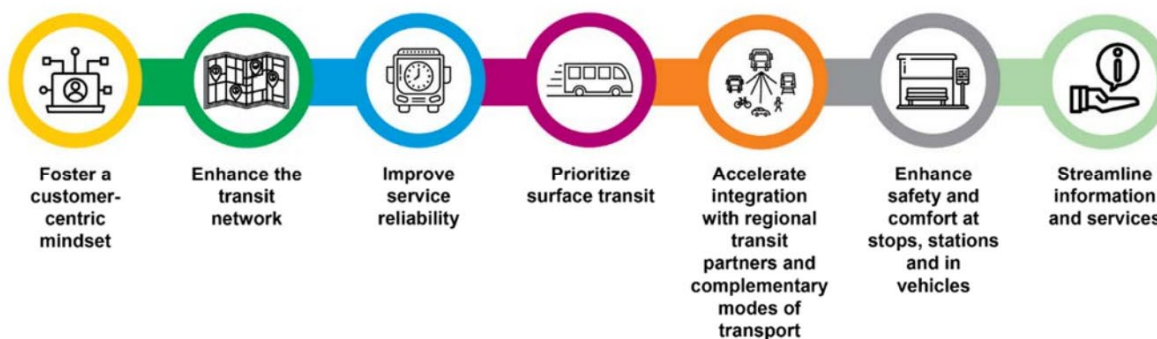 Foster a
customer-
centric
mindset
Enhance the
transit
network
Improve
service
reliability
Prioritize
surface transit
Accelerate
integration
with regional
transit
partners and
complementary
modes of
transport
Enhance
safety and
comfort at
stops, stations
and in
vehicles
Streamline
information
and services